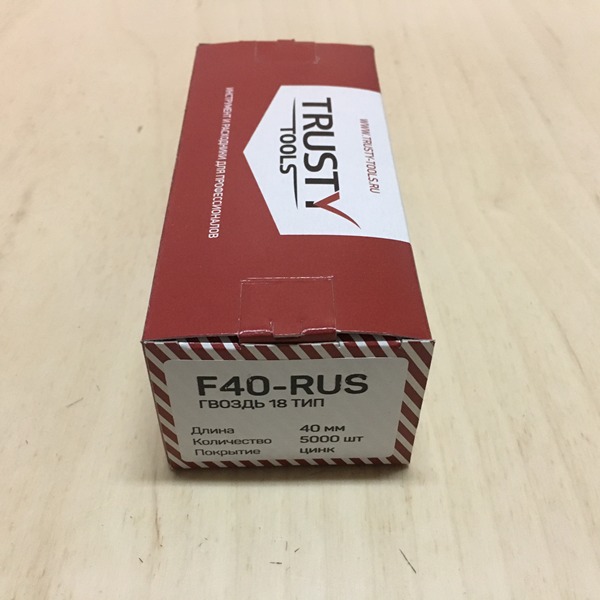 WWW.TRUSTY-TOOLS.RU
TRUSTY
TOOLS
ИНСТРУМЕНТ И РАСХОДНИКИ ДЛЯ ПРОФЕССИОНАЛОВ
F40-RUS
ГВОЗДЬ 18 ТИП
Длина 40 мм
Количество 5000 шт
Покрытие цинк